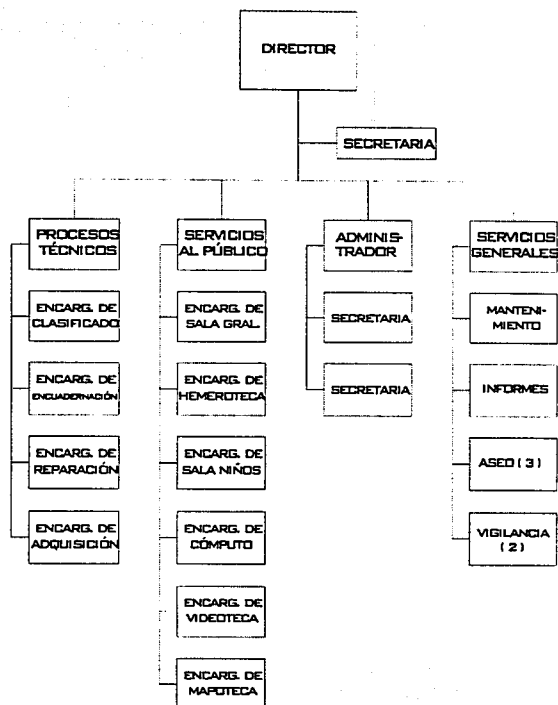 DIRECTOR
SECRETARIA
PROCESOS
TÉCNICOS
ENCARG. DE
CLASIFICADO
ENCARG. DE
ENCUADERNACIÓN
ENCARG. DE
REPARACIÓN
ENCARG. DE
ADQUISICIÓN
SERVICIOS
AL PÚBLICO
ENCARG. DE
SALA GRAL.
ENCARG. DE
HEMEROTECA
ENCARG. DE
SALA NIÑOS
ENCARG. DE
CÓMPUTO
ENCARG. DE
VIDEOTECA
ENCARG. DE
MAPOTECA
ADMINIS-
TRADOR
SECRETARIA
SECRETARIA
SERVICIOS
GENERALES
MANTENI-
MIENTO
INFORMES
ASEO ( 3 )
VIGILANCIA
( 2 )